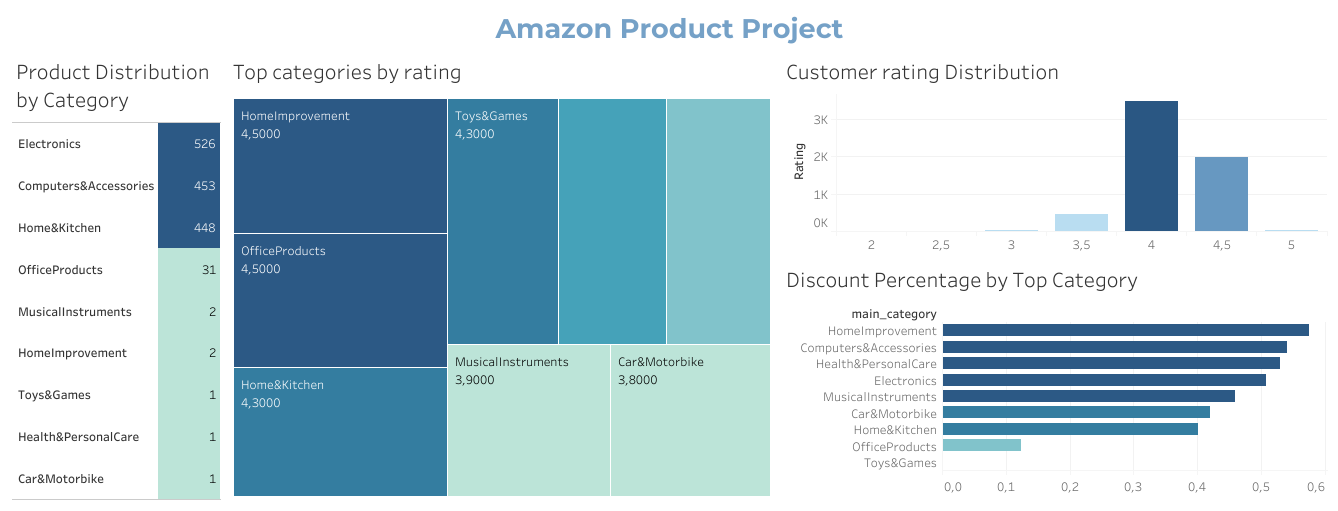 Amazon Product Project
Product Distribution
by Category
Electronics 526
Computers&Accessories 453
Home&Kitchen 448
OfficeProducts 31
MusicalInstruments 2
HomeImprovement 2
Toys&Games 1
Health&PersonalCare 1
Car&Motorbike 1
Top categories by rating
HomeImprovement
4,5000
OfficeProducts
4,5000
Home&Kitchen
4,3000
Toys&Games
4,3000
MusicalInstruments
3,9000
Car&Motorbike
3,8000
Customer rating Distribution
Rating
3K
2K
1K
0K
2 2,5 3 3,5 4 4,5 5
Discount Percentage by Top Category
main_category
HomeImprovement
Computers&Accessories
Health&PersonalCare
Electronics
MusicalInstruments
Car&Motorbike
Home&Kitchen
OfficeProducts
Toys&Games
0,0 0,1 0,2 0,3 0,4 0,5 0,6